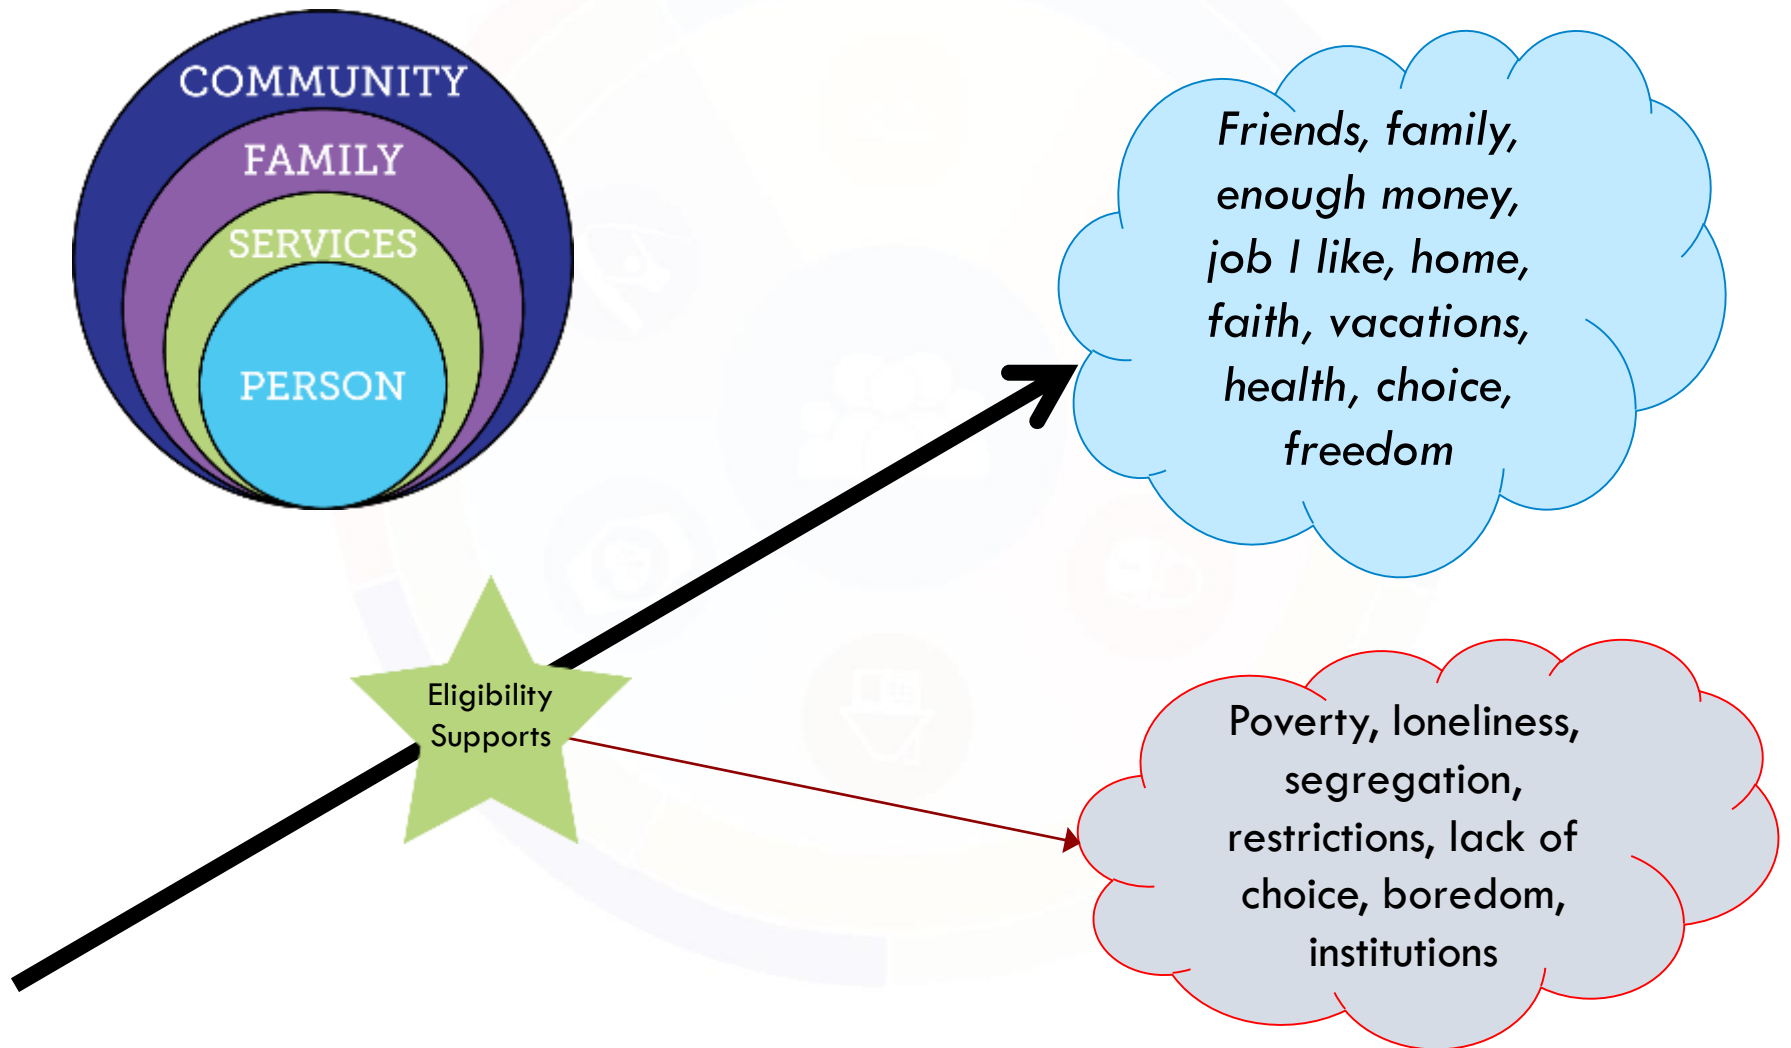 COMMUNITY
FAMILY
SERVICES
PERSON
Friends, family,
enough money,
job I like, home,
faith, vacations,
health, choice,
freedom
Eligibility
Supports
Poverty, loneliness,
segregation,
restrictions, lack of
choice, boredom,
institutions